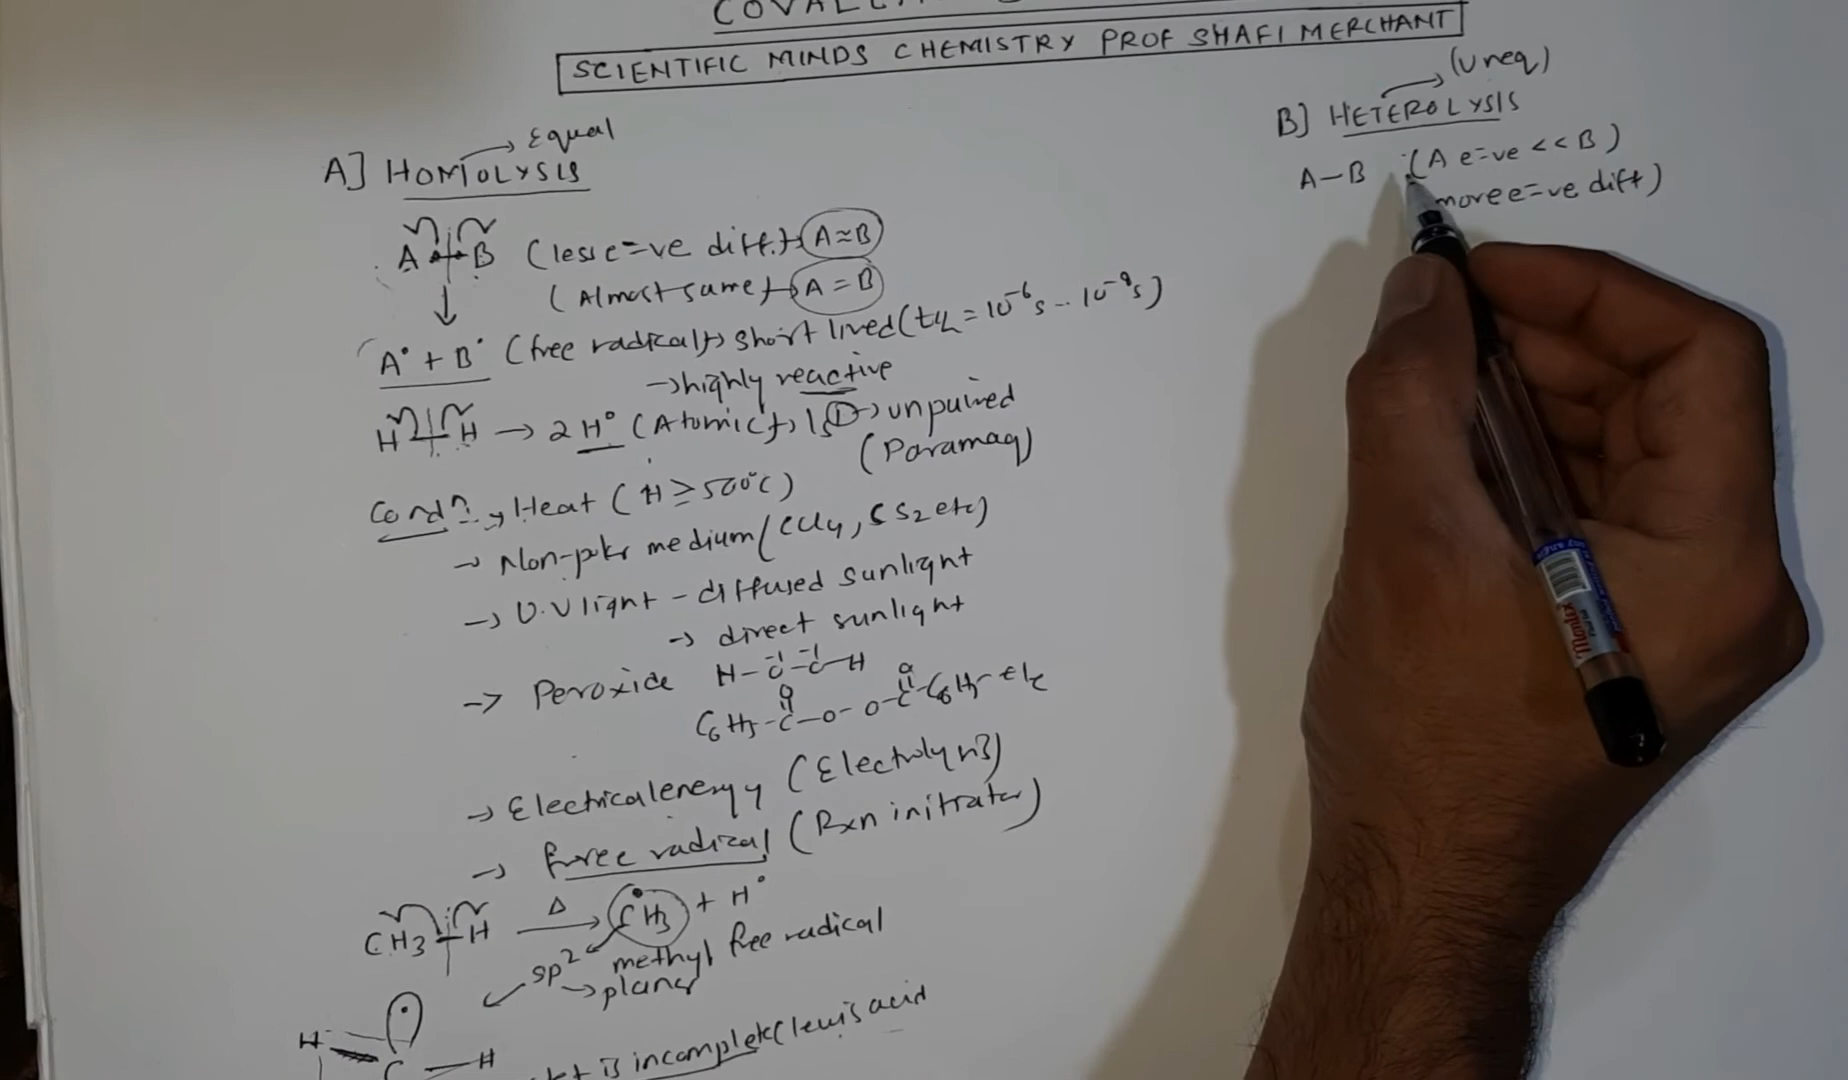 SCIENTIFIC MINDS CHEMISTRY PROF SHAFI MERCHANT
A] HOMOLYSIS → Equal
A—B (less e=ve diff.) → A≈B
↓ (Almost same) → A=B
A• + B• (free radical) → short lived (t½ = 10⁻⁶s - 10⁻⁹s)
→ highly reactive
H—H → 2H° (Atomic) → 1s① → unpaired
(Paramag)
Condn → Heat (H ≥ 500°C)
→ Non-polar medium (CCl4, CS2 etc)
→ U.V light - diffused sunlight
→ direct sunlight
→ Peroxide
C6H5-C(=O)-O-O-C(=O)-C6H5 etc
→ Electrical energy (Electrolysis)
→ Free radical (Rxn initiator)
CH3—H Δ→ •CH3 + H•
sp2 → methyl free radical
→ planar
H C—H
is incomplete (lewis acid
B] HETEROLYSIS → (Uneq)
A—B (A e=ve << B)
more e=ve diff)
Montex